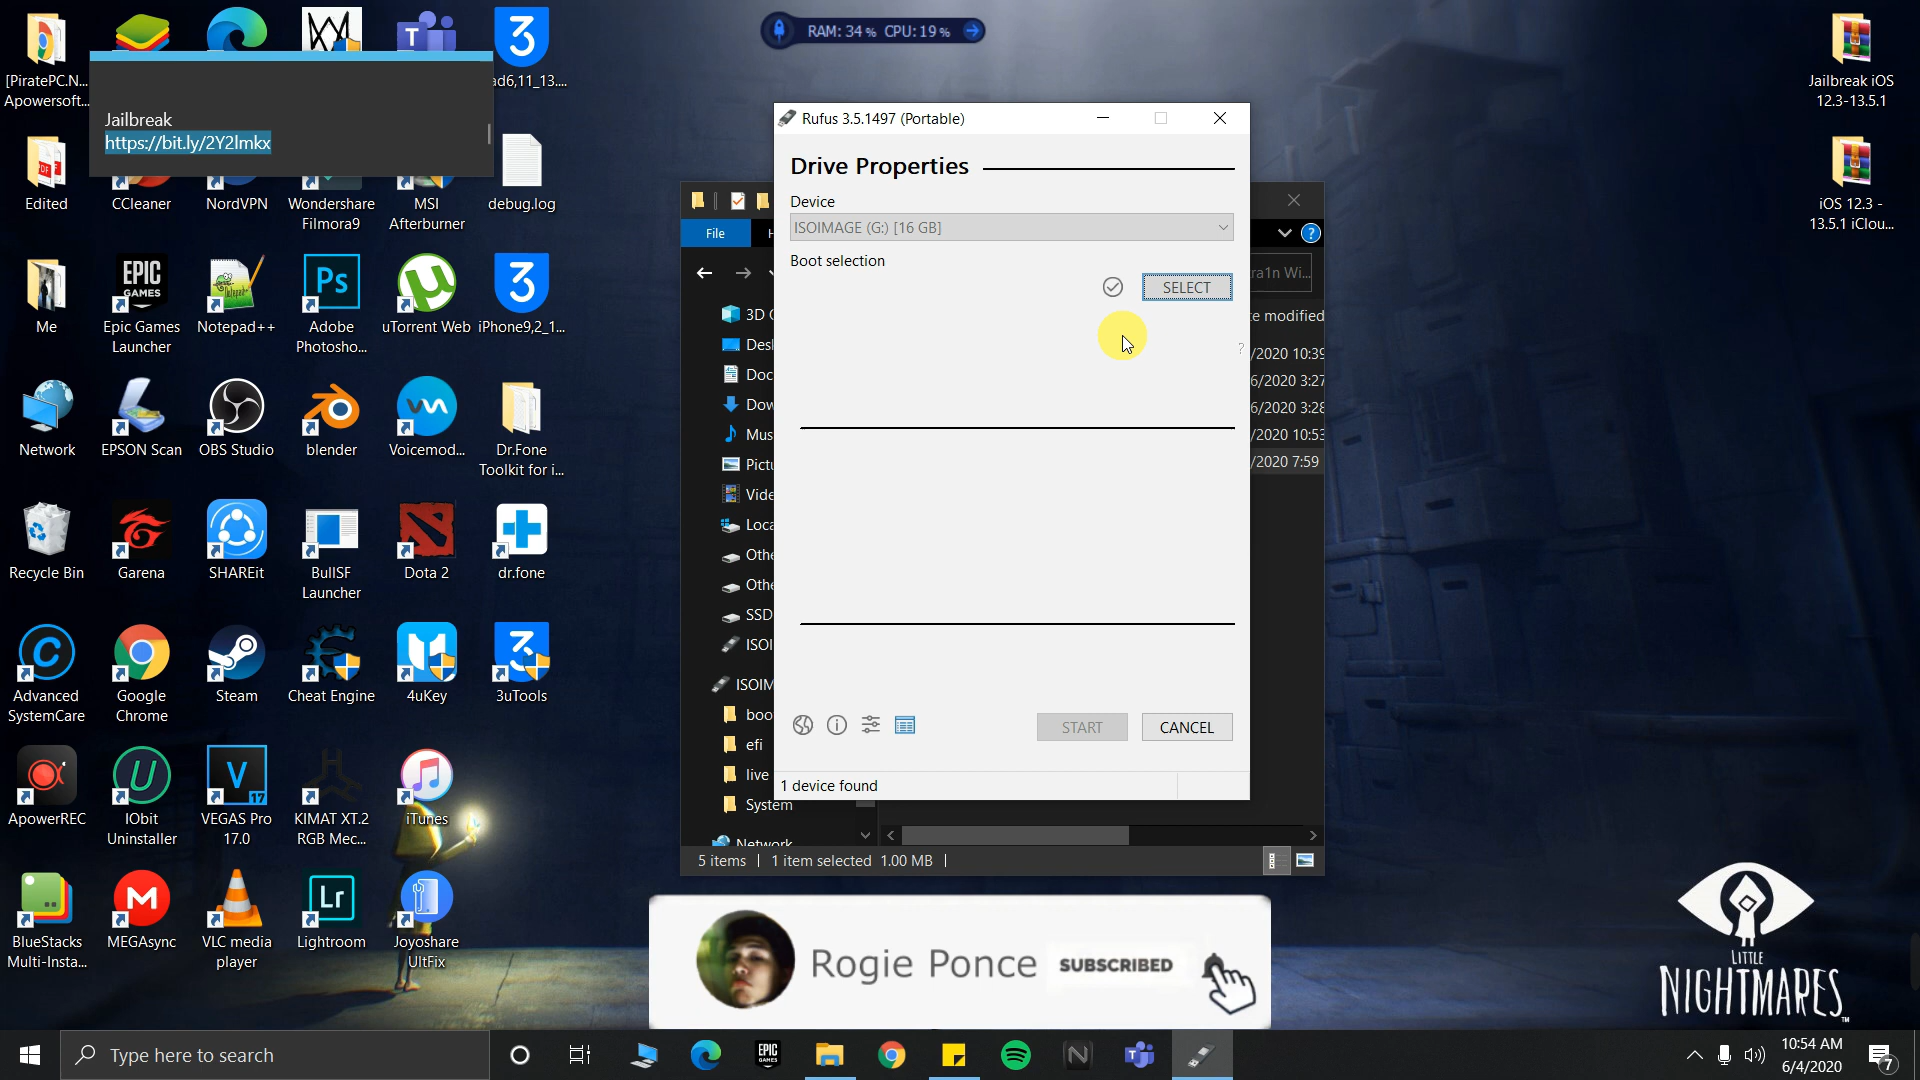 RAM: 34 % CPU: 19 %
[PiratePC.N...
Apowersoft...
ad6,11_13....
Jailbreak
https://bit.ly/2Y2lmkx
Jailbreak iOS
12.3-13.5.1
Edited
CCleaner
NordVPN
Wondershare
Filmora9
MSI
Afterburner
debug.log
iOS 12.3 -
13.5.1 iClou...
Me
Epic Games
Launcher
Notepad++
Adobe
Photosho...
uTorrent Web
iPhone9,2_1...
Network
EPSON Scan
OBS Studio
blender
Voicemod...
Dr.Fone
Toolkit for i...
Recycle Bin
Garena
SHAREit
BullSF
Launcher
Dota 2
dr.fone
Advanced
SystemCare
Google
Chrome
Steam
Cheat Engine
4uKey
3uTools
ApowerREC
IObit
Uninstaller
VEGAS Pro
17.0
KIMAT XT.2
RGB Mec...
iTunes
BlueStacks
Multi-Insta...
MEGAsync
VLC media
player
Lightroom
Joyoshare
UltFix
Rufus 3.5.1497 (Portable)
Drive Properties
Device
ISOIMAGE (G:) [16 GB]
Boot selection
SELECT
START
CANCEL
1 device found
File
ra1n Wi...
3D
Des
Doc
Dow
Mus
Pictu
Vide
Loca
Othe
Othe
SSD
ISOI
ISOIM
boo
efi
live
System
Network
te modified
/2020 10:39
6/2020 3:27
6/2020 3:28
/2020 10:53
/2020 7:59
5 items
1 item selected 1.00 MB
Rogie Ponce
SUBSCRIBED
LITTLE
NIGHTMARES
TM
Type here to search
10:54 AM
6/4/2020
7